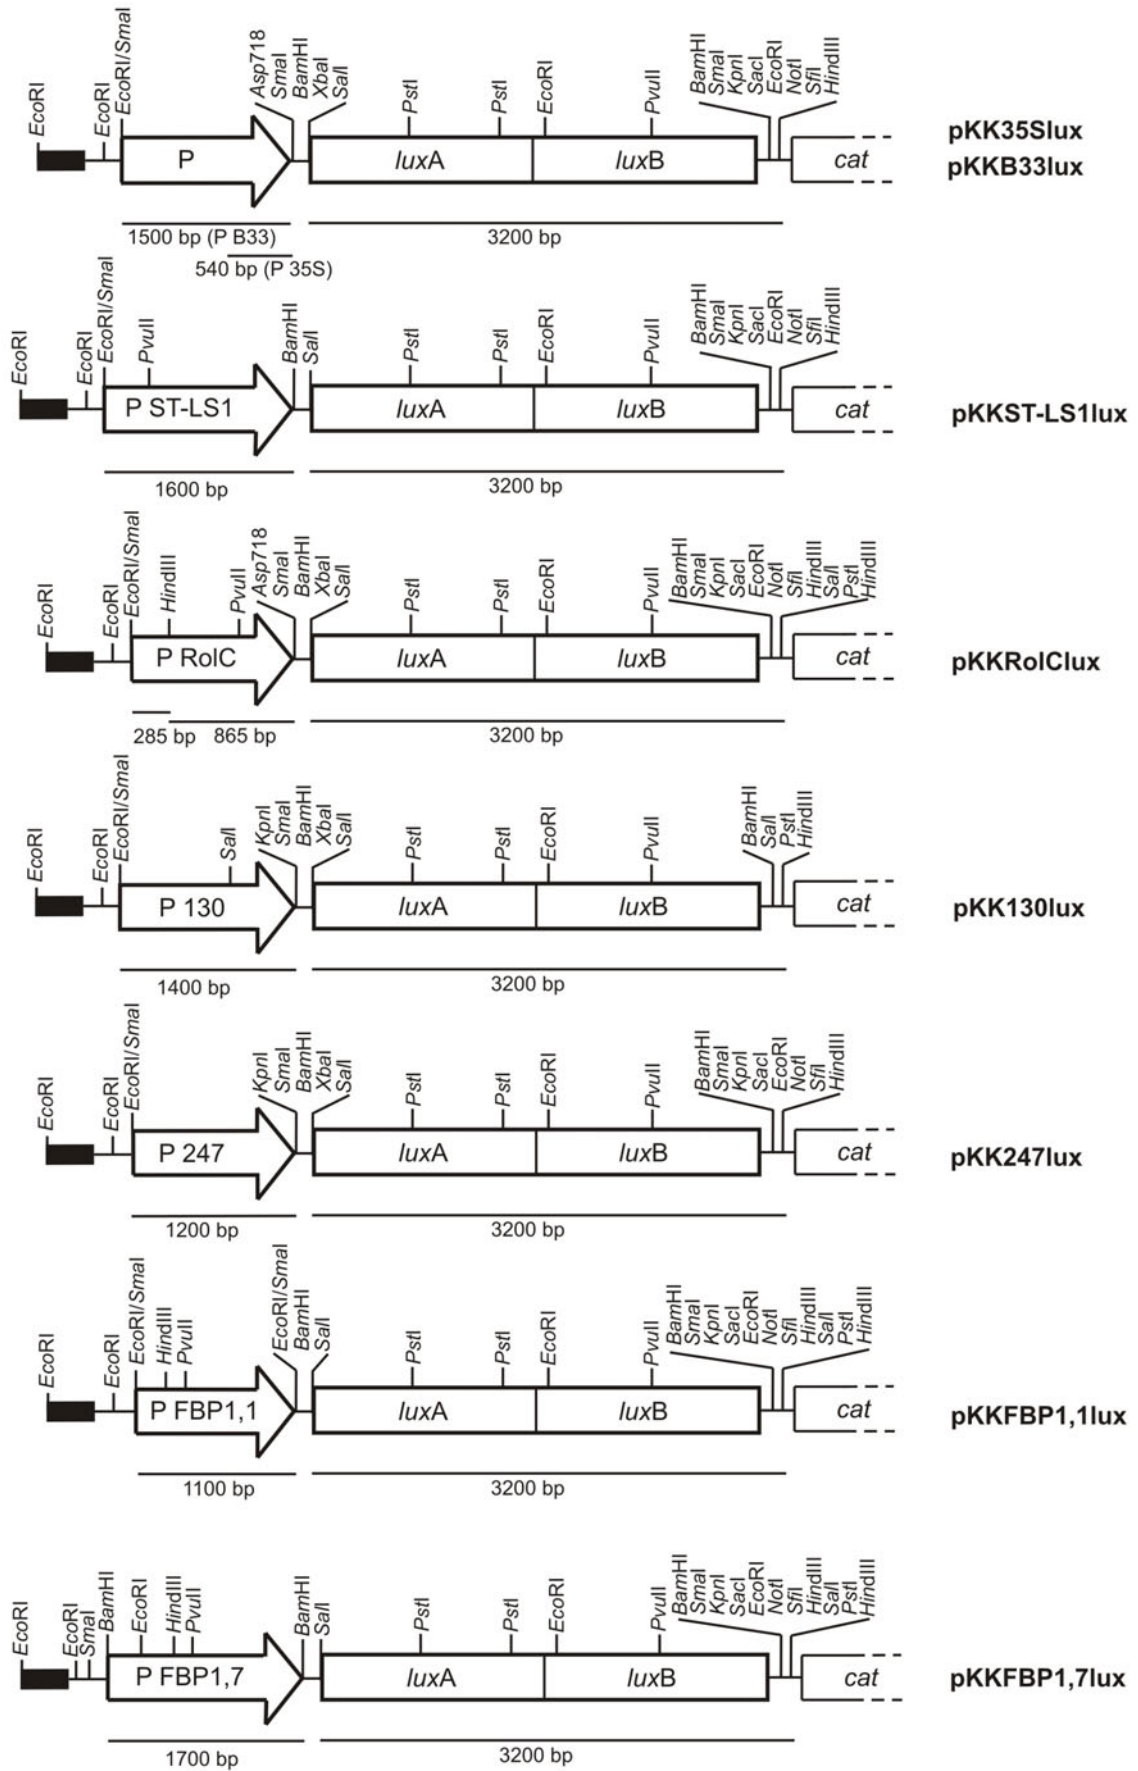 EcoRI
EcoRI
EcoRI/SmaI
Asp718
SmaI
BamHI
XbaI
SalI
PstI
PstI
EcoRI
PvuII
BamHI
SmaI
KpnI
SacI
EcoRI
NotI
SfiI
HindIII
P
luxA
luxB
cat
pKK35Slux
pKKB33lux
1500 bp (P B33)
540 bp (P 35S)
3200 bp
EcoRI
EcoRI
EcoRI/SmaI
PvuII
BamHI
SalI
PstI
PstI
EcoRI
PvuII
BamHI
SmaI
KpnI
SacI
EcoRI
NotI
SfiI
HindIII
P ST-LS1
luxA
luxB
cat
pKKST-LS1lux
1600 bp
3200 bp
EcoRI
EcoRI
EcoRI/SmaI
HindIII
PvuII
Asp718
SmaI
BamHI
XbaI
SalI
PstI
PstI
EcoRI
PvuII
BamHI
SmaI
KpnI
SacI
EcoRI
NotI
SfiI
HindIII
SalI
PstI
HindIII
P RolC
luxA
luxB
cat
pKKRolClux
285 bp
865 bp
3200 bp
EcoRI
EcoRI
EcoRI/SmaI
SalI
KpnI
SmaI
BamHI
XbaI
SalI
PstI
PstI
EcoRI
PvuII
BamHI
SalI
PstI
HindIII
P 130
luxA
luxB
cat
pKK130lux
1400 bp
3200 bp
EcoRI
EcoRI
EcoRI/SmaI
KpnI
SmaI
BamHI
XbaI
SalI
PstI
PstI
EcoRI
PvuII
BamHI
SmaI
KpnI
SacI
EcoRI
NotI
SfiI
HindIII
P 247
luxA
luxB
cat
pKK247lux
1200 bp
3200 bp
EcoRI
EcoRI
EcoRI/SmaI
HindIII
PvuII
EcoRI/SmaI
BamHI
SalI
PstI
PstI
EcoRI
PvuII
BamHI
SmaI
KpnI
SacI
EcoRI
NotI
SfiI
HindIII
SalI
PstI
HindIII
P FBP1,1
luxA
luxB
cat
pKKFBP1,1lux
1100 bp
3200 bp
EcoRI
EcoRI
SmaI
BamHI
EcoRI
HindIII
PvuII
BamHI
SalI
PstI
PstI
EcoRI
PvuII
BamHI
SmaI
KpnI
SacI
EcoRI
NotI
SfiI
HindIII
SalI
PstI
HindIII
P FBP1,7
luxA
luxB
cat
pKKFBP1,7lux
1700 bp
3200 bp